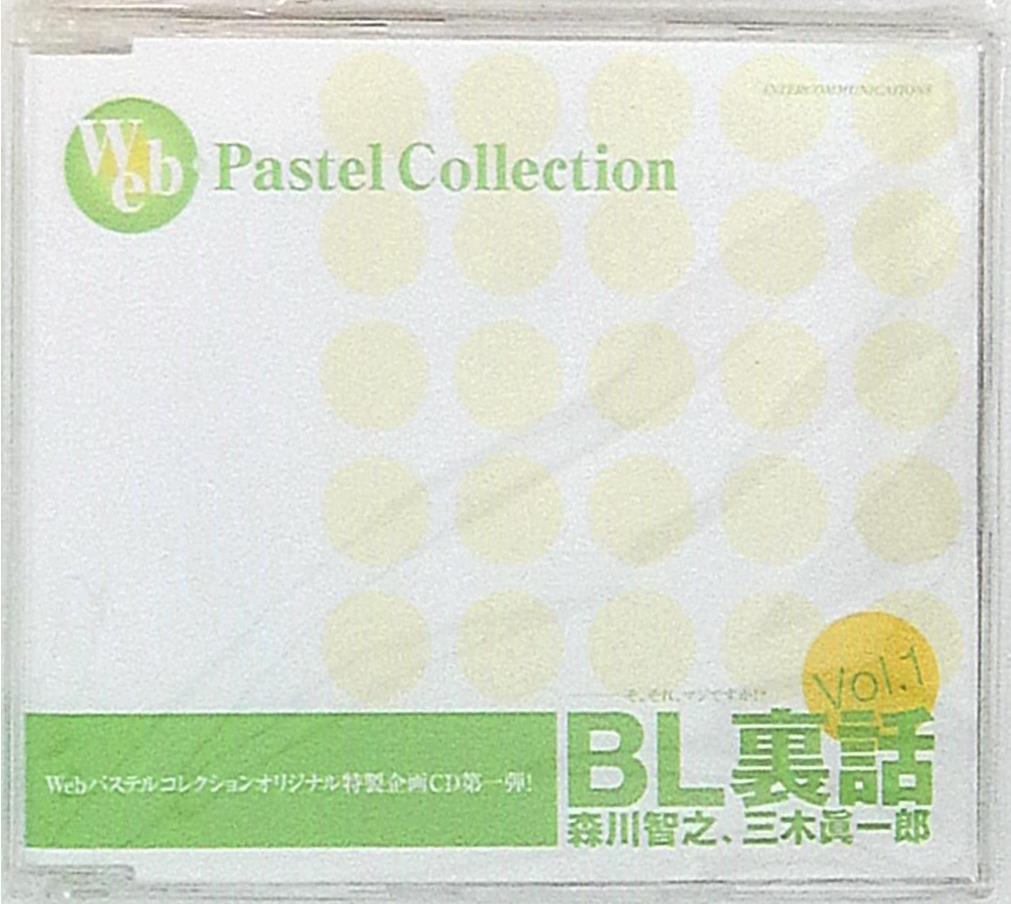 INTERCOMMUNICATIONS
Web Pastel Collection
Vol.1
そ、それ、マジですか!?
BL裏話
Webパステルコレクションオリジナル特製企画CD第一弾!
森川智之、三木眞一郎